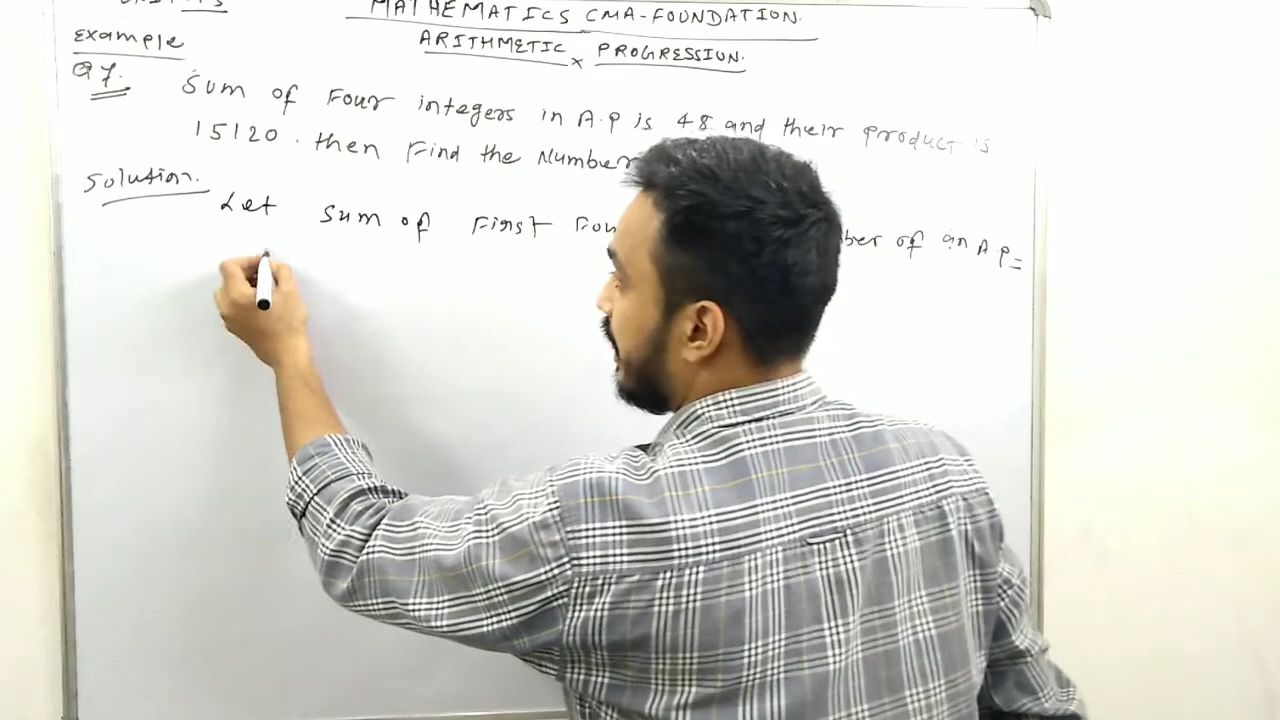 MATHEMATICS CMA-FOUNDATION.
ARITHMETIC PROGRESSION.
Example
Q7. Sum of Four integers in A.P is 48 and their product is
15120. then Find the Number
Solution.
Let Sum of First Fou ber of an A P =